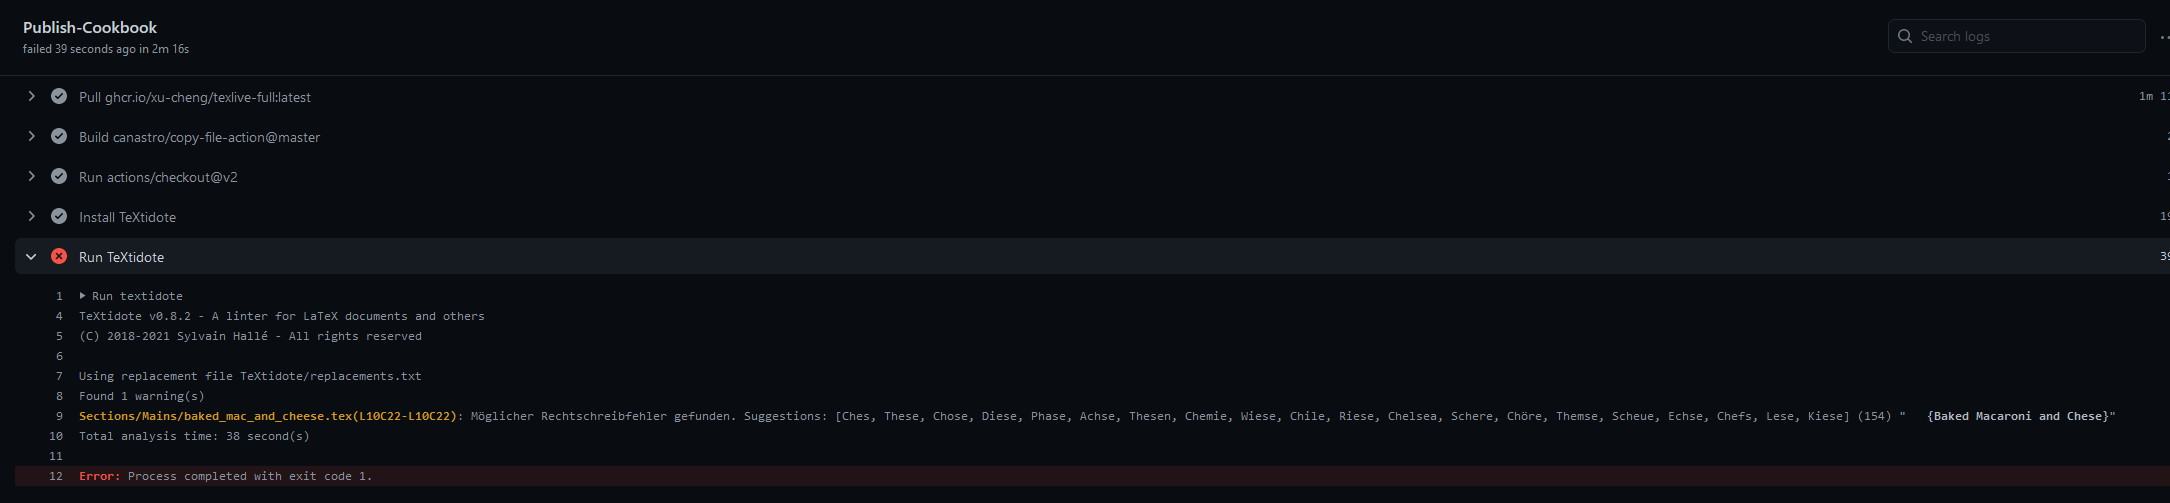 Publish-Cookbook
failed 39 seconds ago in 2m 16s
Search logs
Pull ghcr.io/xu-cheng/texlive-full:latest
1m 11
Build canastro/copy-file-action@master
Run actions/checkout@v2
Install TeXtidote
19
Run TeXtidote
39
1 Run textidote
4 TeXtidote v0.8.2 - A linter for LaTeX documents and others
5 (C) 2018-2021 Sylvain Hallé - All rights reserved
6
7 Using replacement file TeXtidote/replacements.txt
8 Found 1 warning(s)
9 Sections/Mains/baked_mac_and_cheese.tex(L10C22-L10C22): Möglicher Rechtschreibfehler gefunden. Suggestions: [Ches, These, Chose, Diese, Phase, Achse, Thesen, Chemie, Wiese, Chile, Riese, Chelsea, Schere, Chöre, Themse, Scheue, Echse, Chefs, Lese, Kiese] (154) " {Baked Macaroni and Chese}"
10 Total analysis time: 38 second(s)
11
12 Error: Process completed with exit code 1.